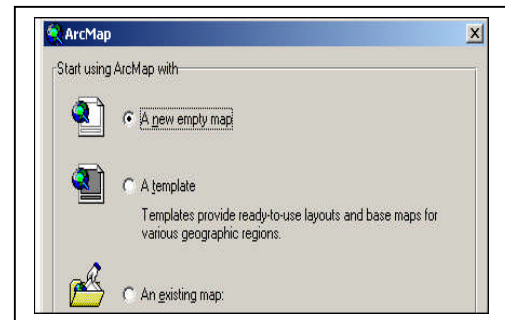 ArcMap
Start using ArcMap with
A new empty map
A template
Templates provide ready-to-use layouts and base maps for
various geographic regions.
An existing map: